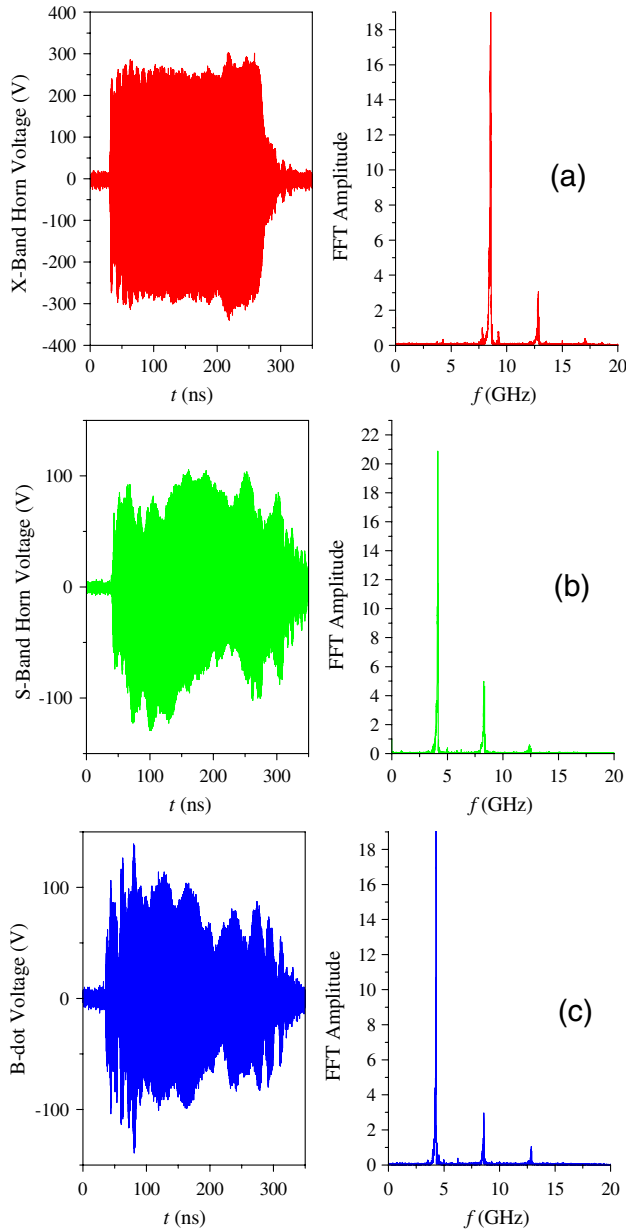 X-Band Horn Voltage (V)
400
300
200
100
0
-100
-200
-300
-400
0 100 200 300
t (ns)
FFT Amplitude
18
16
14
12
10
8
6
4
2
0
0 5 10 15 20
f (GHz)
(a)
S-Band Horn Voltage (V)
100
0
-100
0 100 200 300
t (ns)
FFT Amplitude
22
20
18
16
14
12
10
8
6
4
2
0
0 5 10 15 20
f (GHz)
(b)
B-dot Voltage (V)
100
0
-100
0 100 200 300
t (ns)
FFT Amplitude
18
16
14
12
10
8
6
4
2
0
0 5 10 15 20
f (GHz)
(c)